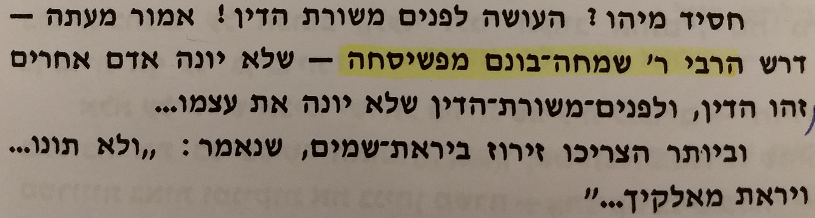 חסיד מיהו? העושה לפנים משורת הדין! אמור מעתה —
דרש הרבי ר׳ שמחה־בונם מפשיסחה — שלא יונה אדם אחרים
זהו הדין, ולפנים־משורת־הדין שלא יונה את עצמו...
וביותר הצריכו זירוז ביראת־שמים, שנאמר: „ולא תונו...
ויראת מאלקיך...”